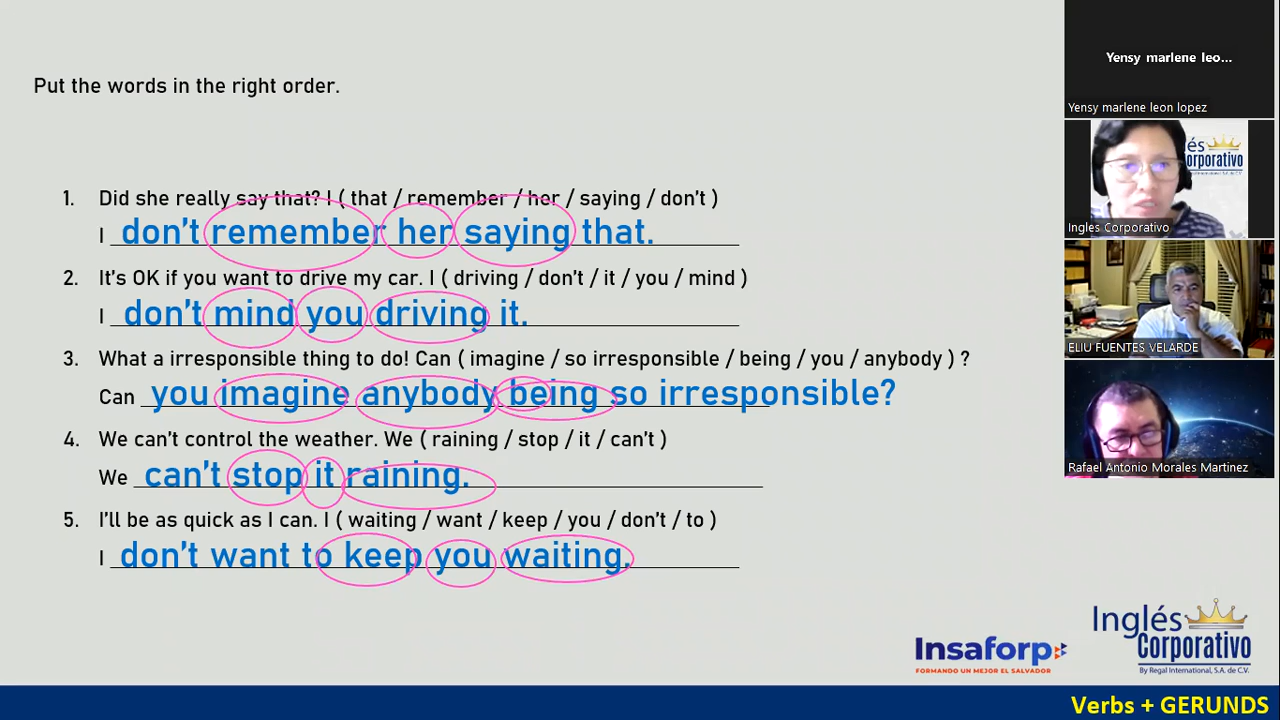 Put the words in the right order.
1. Did she really say that? I ( that / remember / her / saying / don't )
I don't remember her saying that.
2. It's OK if you want to drive my car. I ( driving / don't / it / you / mind )
I don't mind you driving it.
3. What a irresponsible thing to do! Can ( imagine / so irresponsible / being / you / anybody ) ?
Can you imagine anybody being so irresponsible?
4. We can't control the weather. We ( raining / stop / it / can't )
We can't stop it raining.
5. I'll be as quick as I can. I ( waiting / want / keep / you / don't / to )
I don't want to keep you waiting.
Yensy marlene leo...
Yensy marlene leon lopez
és
orporativo
Ingles Corporativo
ELIU FUENTES VELARDE
Rafael Antonio Morales Martinez
Insaforp
FORMANDO UN MEJOR EL SALVADOR
Inglés
Corporativo
By Regal International, S.A. de C.V.
Verbs + GERUNDS